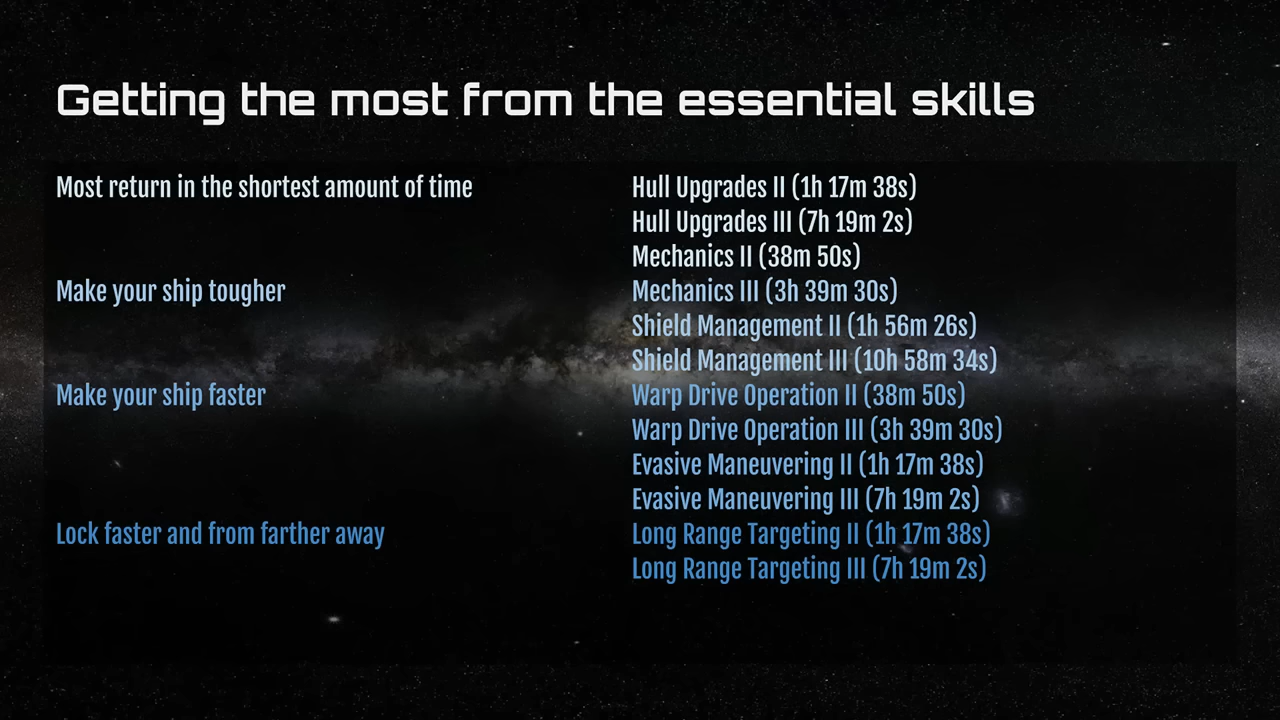 Getting the most from the essential skills
Most return in the shortest amount of time
Hull Upgrades II (1h 17m 38s)
Hull Upgrades III (7h 19m 2s)
Mechanics II (38m 50s)
Make your ship tougher
Mechanics III (3h 39m 30s)
Shield Management II (1h 56m 26s)
Shield Management III (10h 58m 34s)
Make your ship faster
Warp Drive Operation II (38m 50s)
Warp Drive Operation III (3h 39m 30s)
Evasive Maneuvering II (1h 17m 38s)
Evasive Maneuvering III (7h 19m 2s)
Lock faster and from farther away
Long Range Targeting II (1h 17m 38s)
Long Range Targeting III (7h 19m 2s)